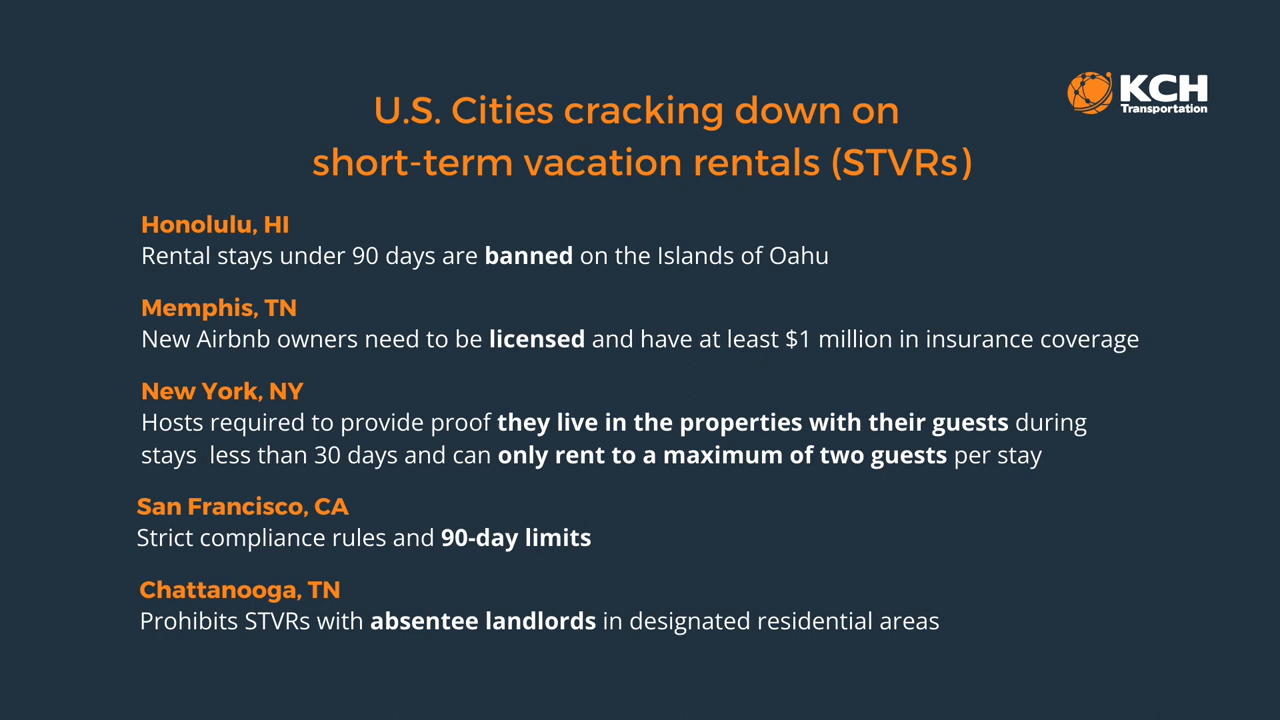 KCH
Transportation
U.S. Cities cracking down on
short-term vacation rentals (STVRs)
Honolulu, HI
Rental stays under 90 days are banned on the Islands of Oahu
Memphis, TN
New Airbnb owners need to be licensed and have at least $1 million in insurance coverage
New York, NY
Hosts required to provide proof they live in the properties with their guests during
stays  less than 30 days and can only rent to a maximum of two guests per stay
San Francisco, CA
Strict compliance rules and 90-day limits
Chattanooga, TN
Prohibits STVRs with absentee landlords in designated residential areas